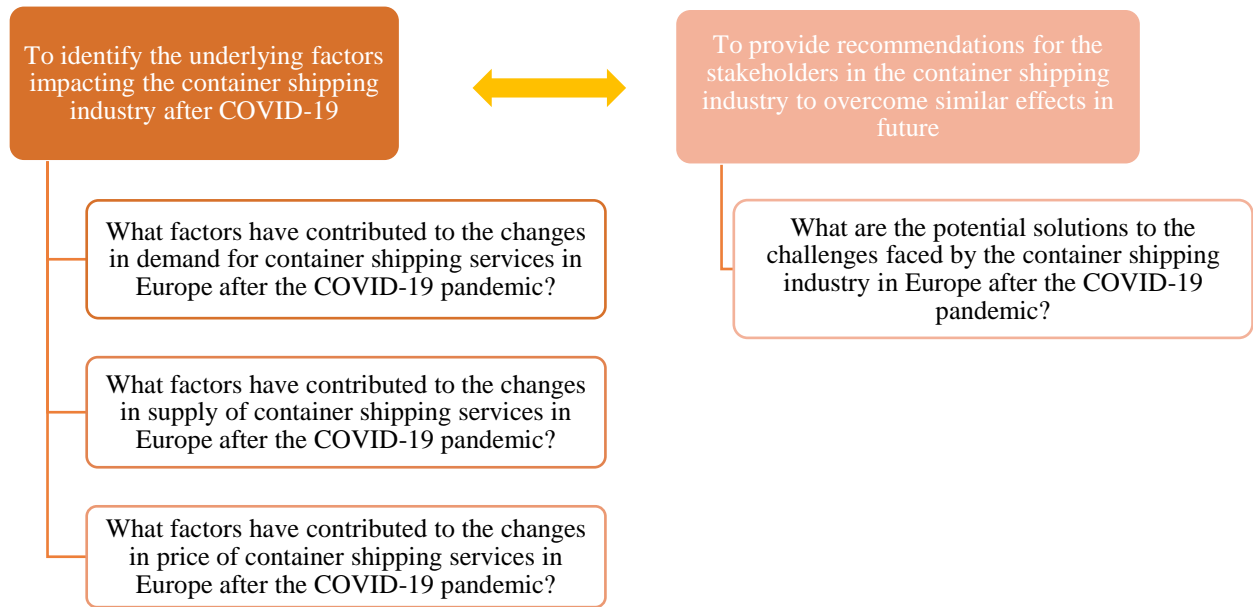 To identify the underlying factors
impacting the container shipping
industry after COVID-19
To provide recommendations for the
stakeholders in the container shipping
industry to overcome similar effects in
future
What factors have contributed to the changes
in demand for container shipping services in
Europe after the COVID-19 pandemic?
What are the potential solutions to the
challenges faced by the container shipping
industry in Europe after the COVID-19
pandemic?
What factors have contributed to the changes
in supply of container shipping services in
Europe after the COVID-19 pandemic?
What factors have contributed to the changes
in price of container shipping services in
Europe after the COVID-19 pandemic?